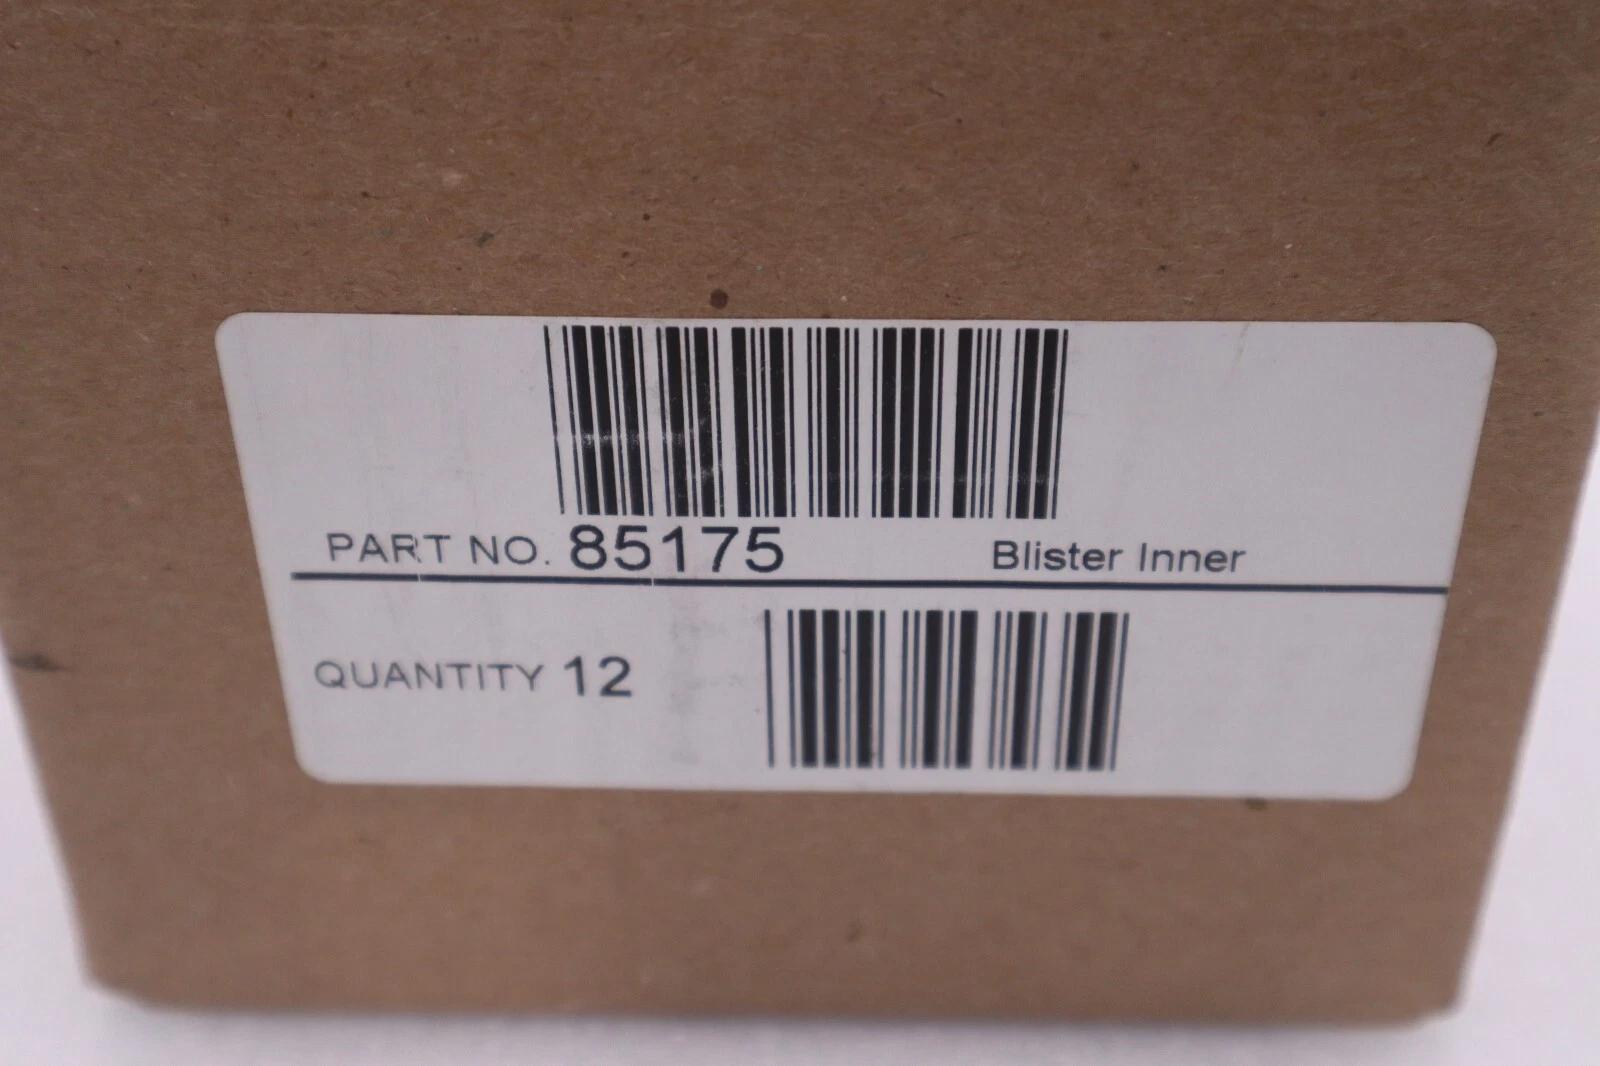 PART NO. 85175 Blister Inner
QUANTITY 12